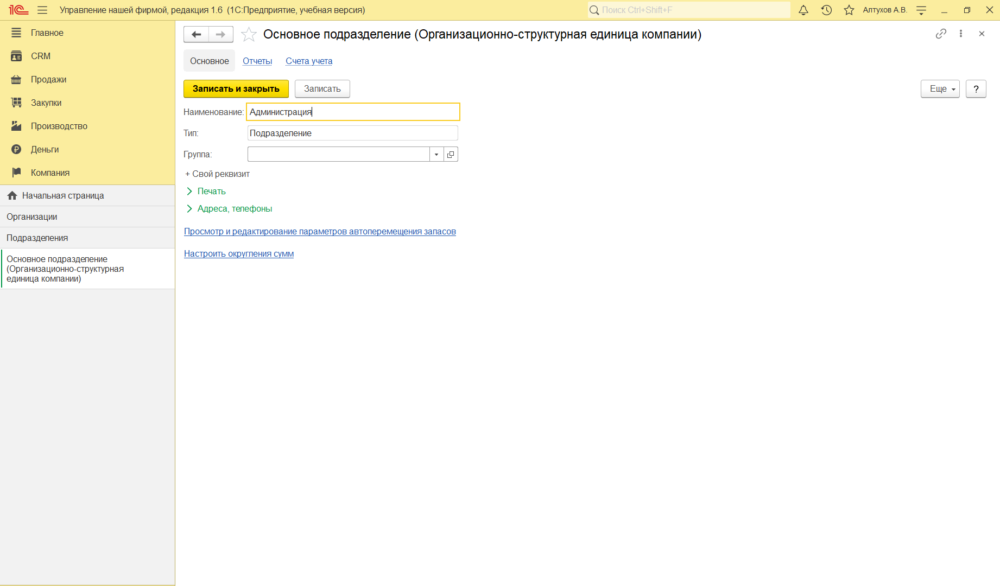 1С Управление нашей фирмой, редакция 1.6 (1С:Предприятие, учебная версия) Поиск Ctrl+Shift+F Алтухов А.В.
Главное
CRM
Продажи
Закупки
Производство
Деньги
Компания
Начальная страница
Организации
Подразделения
Основное подразделение
(Организационно-структурная
единица компании)
Основное подразделение (Организационно-структурная единица компании)
Основное Отчеты Счета учета
Записать и закрыть Записать Еще ?
Наименование: Администрация
Тип: Подразделение
Группа:
+ Свой реквизит
Печать
Адреса, телефоны
Просмотр и редактирование параметров автоперемещения запасов
Настроить округления сумм